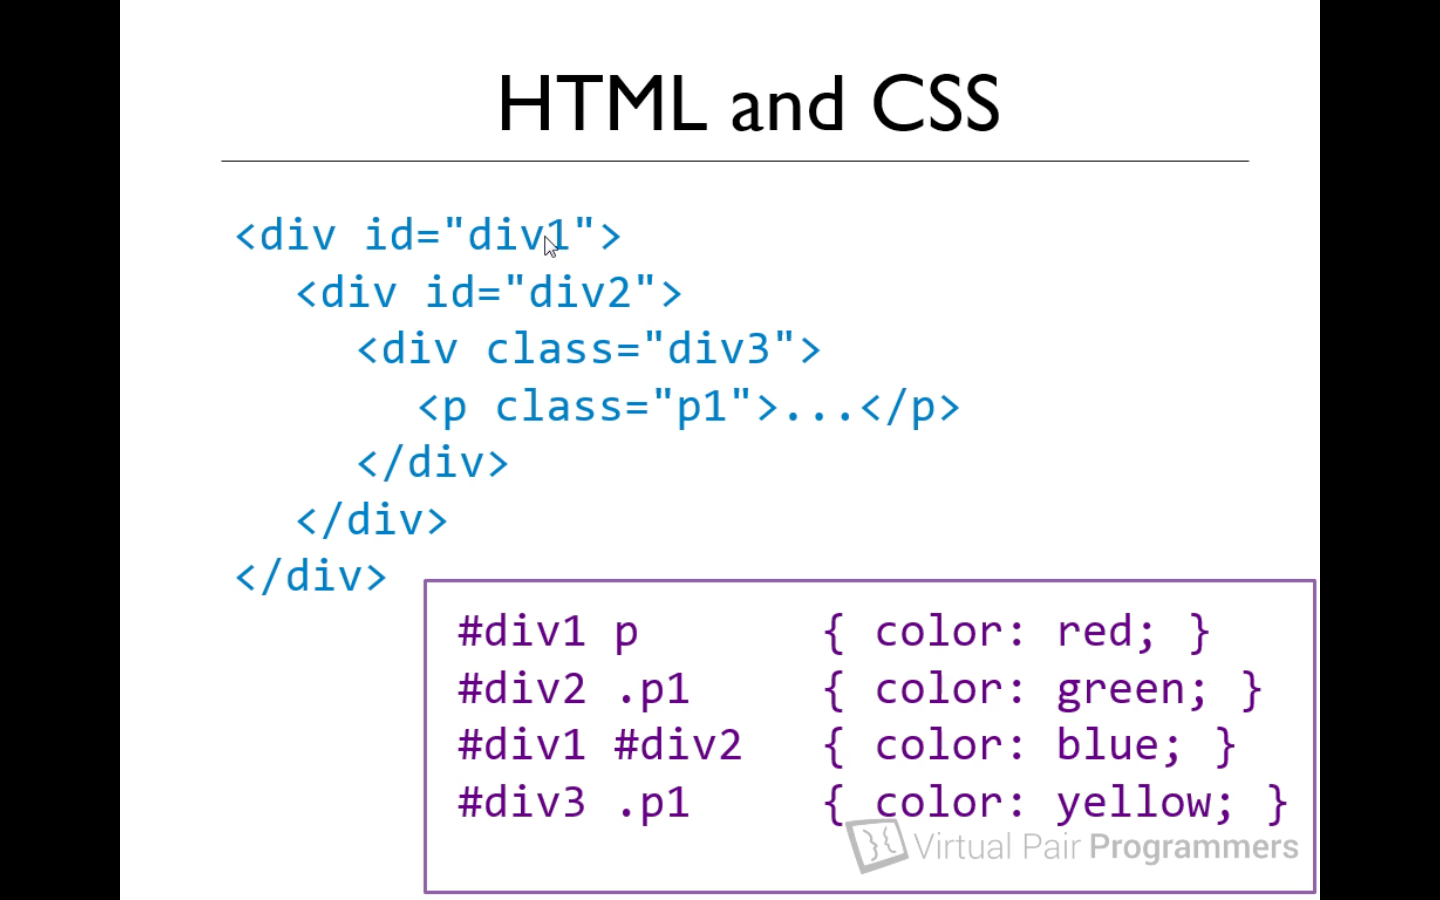 HTML and CSS
<div id="div1">
<div id="div2">
<div class="div3">
<p class="p1">...</p>
</div>
</div>
</div>
#div1 p { color: red; }
#div2 .p1 { color: green; }
#div1 #div2 { color: blue; }
#div3 .p1 { color: yellow; }
Virtual Pair Programmers